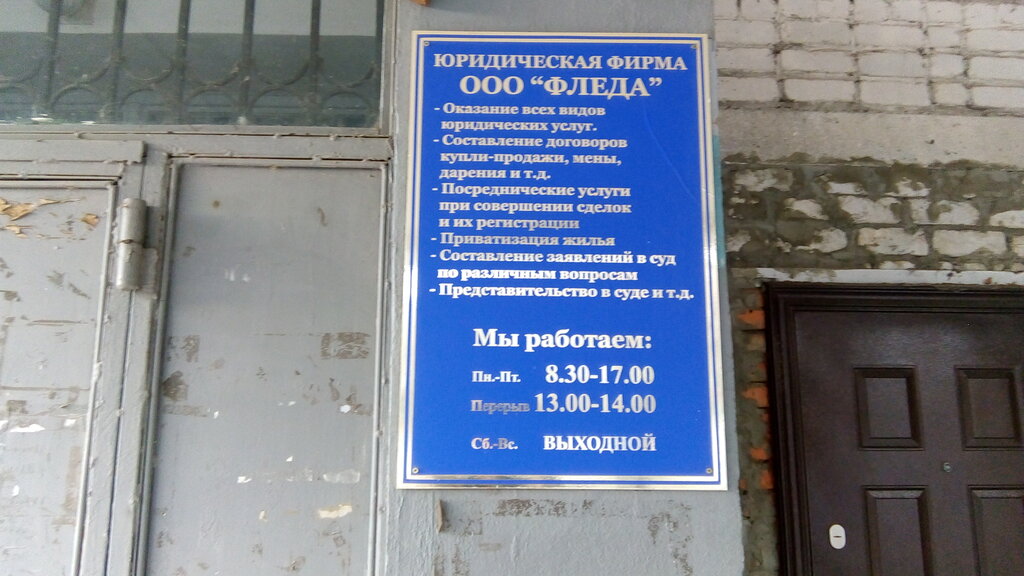 ЮРИДИЧЕСКАЯ ФИРМА
ООО “ФЛЕДА”
- Оказание всех видов
юридических услуг.
- Составление договоров
купли-продажи, мены,
дарения и т.д.
- Посреднические услуги
при совершении сделок
и их регистрации
- Приватизация жилья
- Составление заявлений в суд
по различным вопросам
- Представительство в суде и т.д.
Мы работаем:
Пн.-Пт. 8.30-17.00
Перерыв 13.00-14.00
Сб.-Вс. ВЫХОДНОЙ